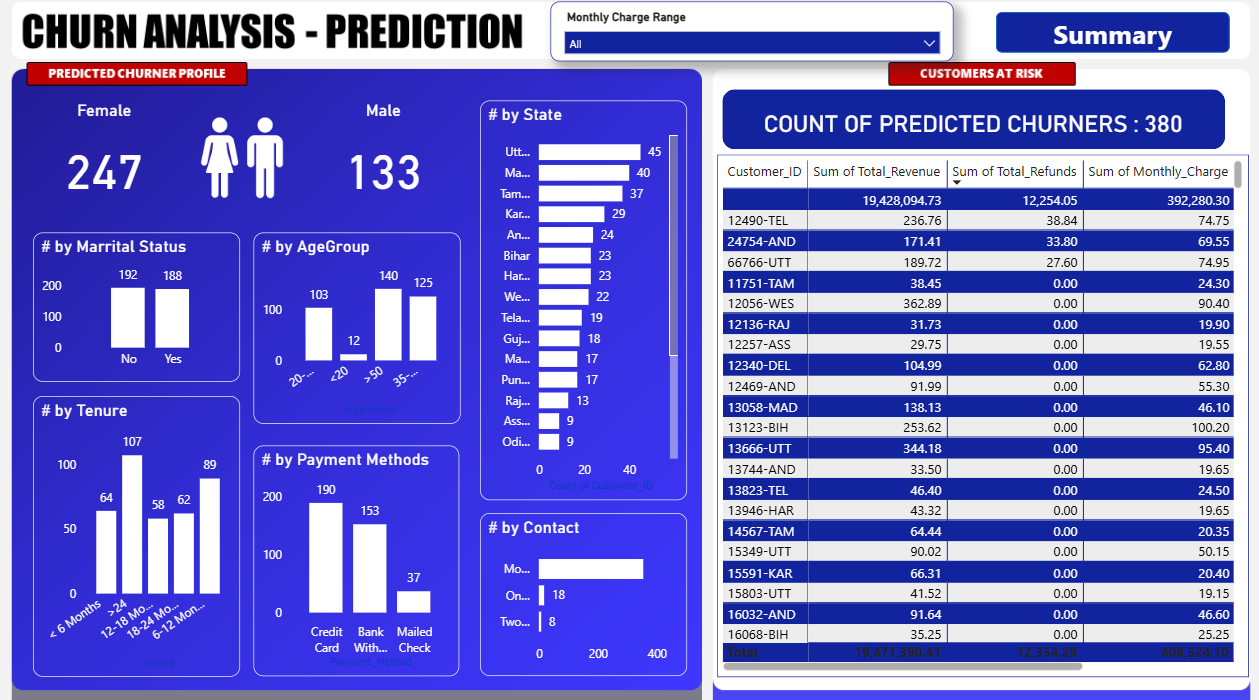 CHURN ANALYSIS - PREDICTION
Monthly Charge Range
All
Summary
PREDICTED CHURNER PROFILE
Female
247
Male
133
# by Marrital Status
192
188
200
100
0
No
Yes
# by AgeGroup
140
125
103
12
100
0
20-...
<20
>50
35-...
Age Group
# by Tenure
107
89
64
58
62
100
50
0
< 6 Months
>24 ...
12-18 Mo...
18-24 Mo...
6-12 Mon...
Tenure
# by Payment Methods
190
153
37
200
100
0
Credit Card
Bank With...
Mailed Check
Payment_Method
# by State
Utt... 45
Ma... 40
Tam... 37
Kar... 29
An... 24
Bihar 23
Har... 23
We... 22
Tela... 19
Guj... 18
Ma... 17
Pun... 17
Raj... 13
Ass... 9
Odi... 9
0 20 40
Count of Customer_ID
# by Contact
Mo...
On... 18
Two... 8
0 200 400
CUSTOMERS AT RISK
COUNT OF PREDICTED CHURNERS : 380
Customer_ID Sum of Total_Revenue Sum of Total_Refunds Sum of Monthly_Charge
19,428,094.73 12,254.05 392,280.30
12490-TEL 236.76 38.84 74.75
24754-AND 171.41 33.80 69.55
66766-UTT 189.72 27.60 74.95
11751-TAM 38.45 0.00 24.30
12056-WES 362.89 0.00 90.40
12136-RAJ 31.73 0.00 19.90
12257-ASS 29.75 0.00 19.55
12340-DEL 104.99 0.00 62.80
12469-AND 91.99 0.00 55.30
13058-MAD 138.13 0.00 46.10
13123-BIH 253.62 0.00 100.20
13666-UTT 344.18 0.00 95.40
13744-AND 33.50 0.00 19.65
13823-TEL 46.40 0.00 24.50
13946-HAR 43.32 0.00 19.65
14567-TAM 64.44 0.00 20.35
15349-UTT 90.02 0.00 50.15
15591-KAR 66.31 0.00 20.40
15803-UTT 41.52 0.00 19.15
16032-AND 91.64 0.00 46.60
16068-BIH 35.25 0.00 25.25
Total 19,471,390.41 12,354.29 408,524.10